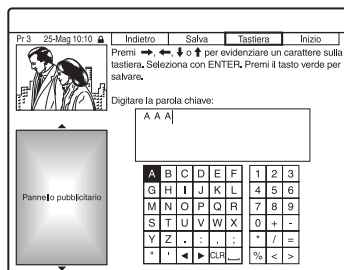 Pr 3 25-Mag 10:10 Indietro Salva Tastiera Inizio
Premi ➡, ⬅, ⬇ o ⬆ per evidenziare un carattere sulla
tastiera. Seleziona con ENTER. Premi il tasto verde per
salvare.
Digitare la parola chiave:
A A A
Pannello pubblicitario
A B C D E F 1 2 3
G H I J K L 4 5 6
M N O P Q R 7 8 9
S T U V W X 0 + -
Y Z . : , ; * / =
" ' ◀ ▶ CLR % < >